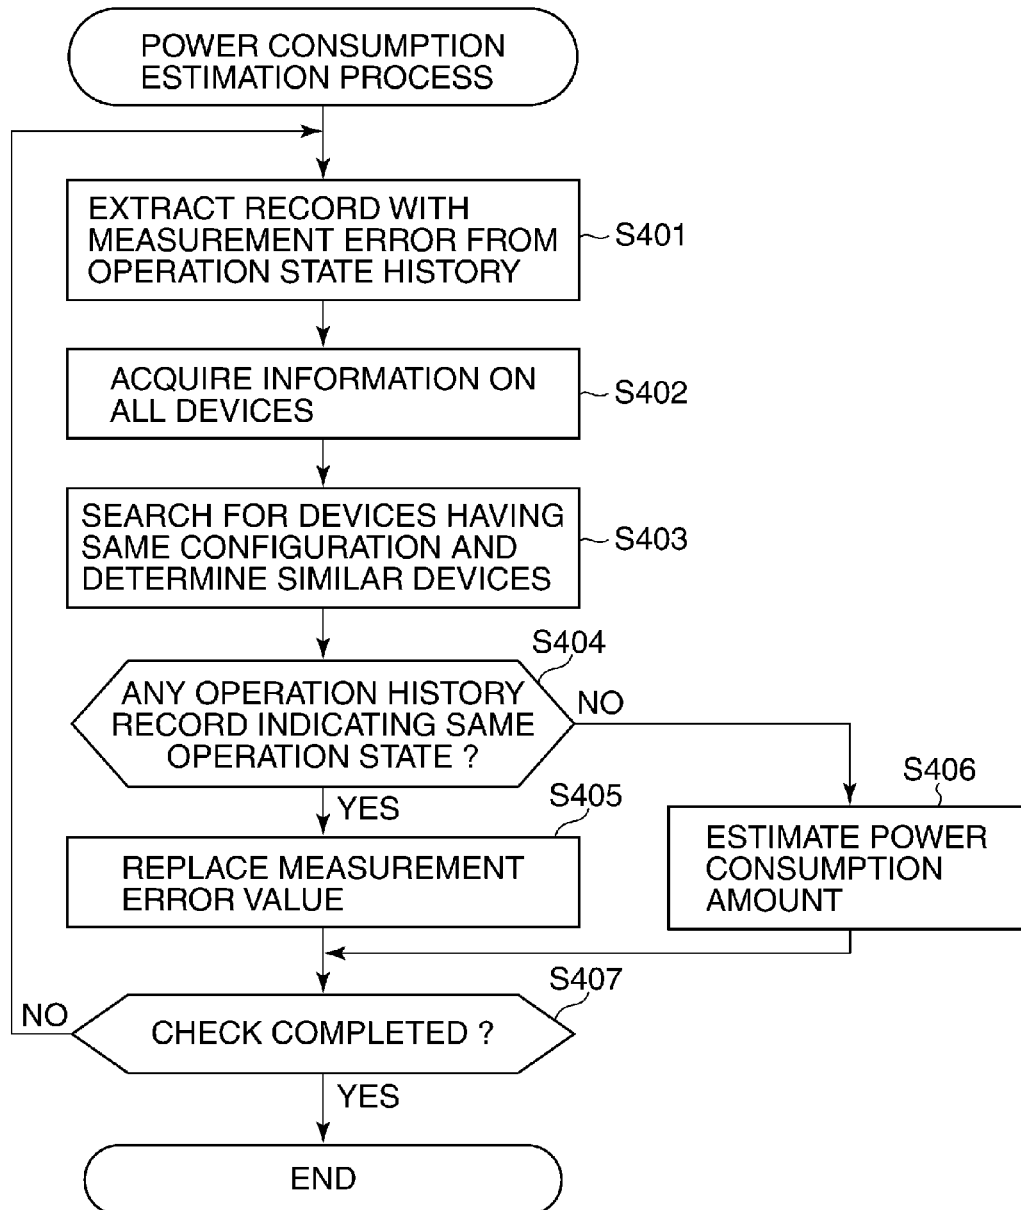 POWER CONSUMPTION
ESTIMATION PROCESS
EXTRACT RECORD WITH
MEASUREMENT ERROR FROM
OPERATION STATE HISTORY
S401
ACQUIRE INFORMATION ON
ALL DEVICES
S402
SEARCH FOR DEVICES HAVING
SAME CONFIGURATION AND
DETERMINE SIMILAR DEVICES
S403
S404
ANY OPERATION HISTORY
RECORD INDICATING SAME
OPERATION STATE ?
NO
YES
S405
REPLACE MEASUREMENT
ERROR VALUE
S406
ESTIMATE POWER
CONSUMPTION
AMOUNT
S407
CHECK COMPLETED ?
NO
YES
END